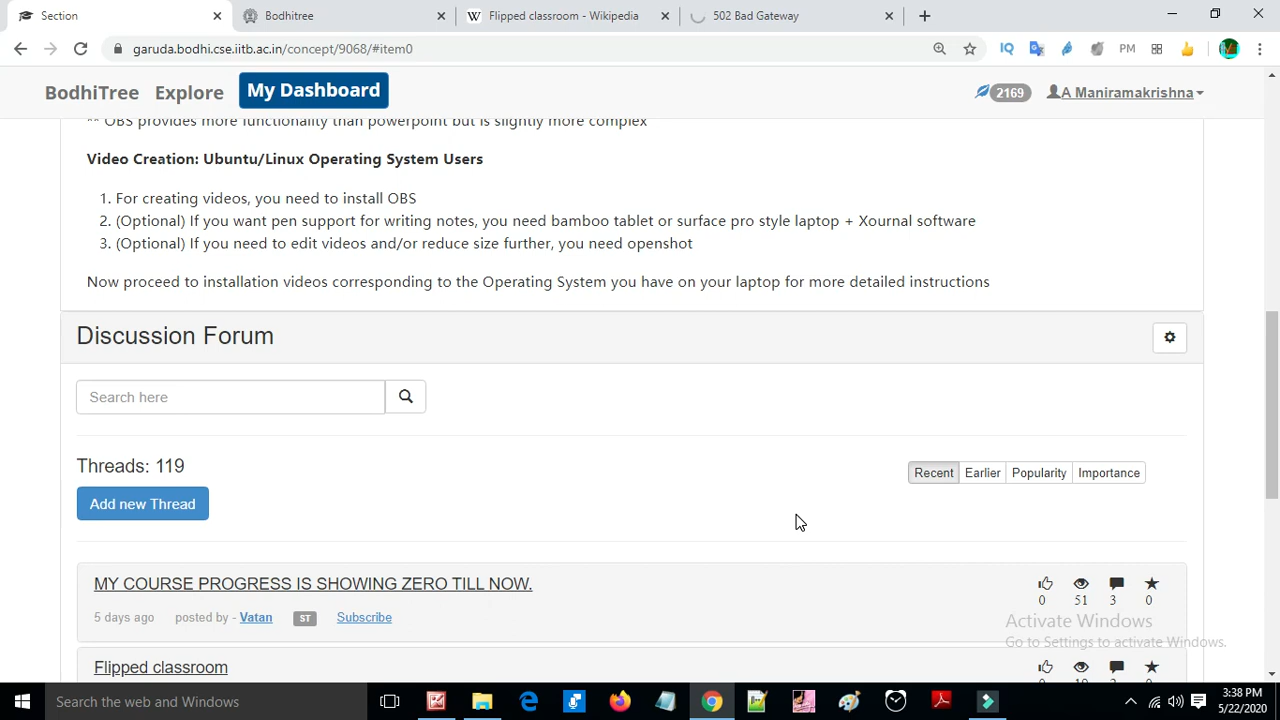 Section
Bodhitree
Flipped classroom - Wikipedia
502 Bad Gateway
garuda.bodhi.cse.iitb.ac.in/concept/9068/#item0
IQ
PM
BodhiTree Explore My Dashboard 2169 A Maniramakrishna
** OBS provides more functionality than powerpoint but is slightly more complex
Video Creation: Ubuntu/Linux Operating System Users
1. For creating videos, you need to install OBS
2. (Optional) If you want pen support for writing notes, you need bamboo tablet or surface pro style laptop + Xournal software
3. (Optional) If you need to edit videos and/or reduce size further, you need openshot
Now proceed to installation videos corresponding to the Operating System you have on your laptop for more detailed instructions
Discussion Forum
Search here
Threads: 119
Recent Earlier Popularity Importance
Add new Thread
MY COURSE PROGRESS IS SHOWING ZERO TILL NOW.
0 51 3 0
5 days ago posted by - Vatan ST Subscribe
Activate Windows
Go to Settings to activate Windows.
Flipped classroom
Search the web and Windows
3:38 PM
5/22/2020